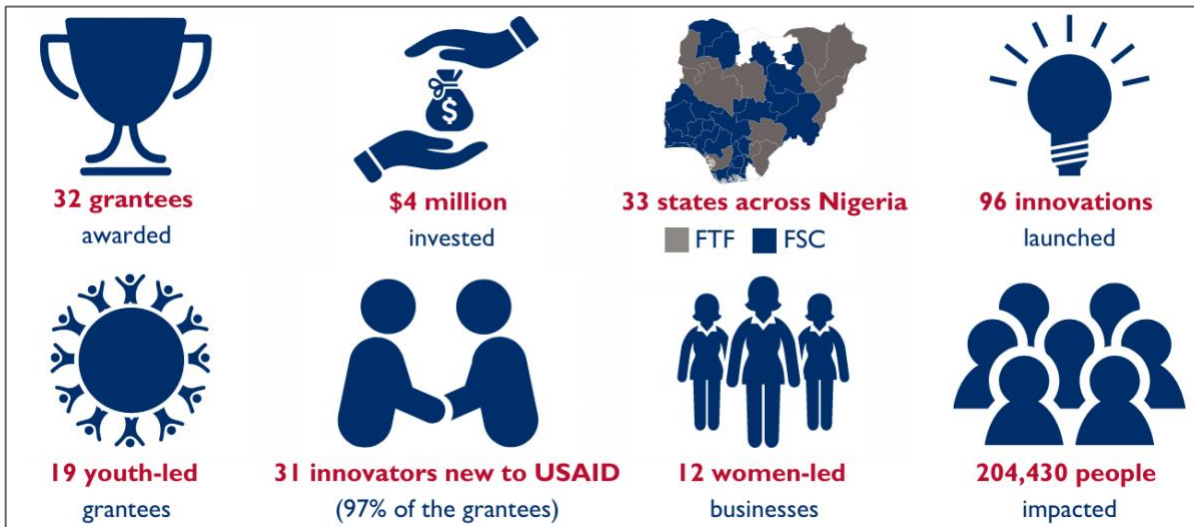 $
32 grantees
awarded
$4 million
invested
33 states across Nigeria
FTF FSC
96 innovations
launched
19 youth-led
grantees
31 innovators new to USAID
(97% of the grantees)
12 women-led
businesses
204,430 people
impacted